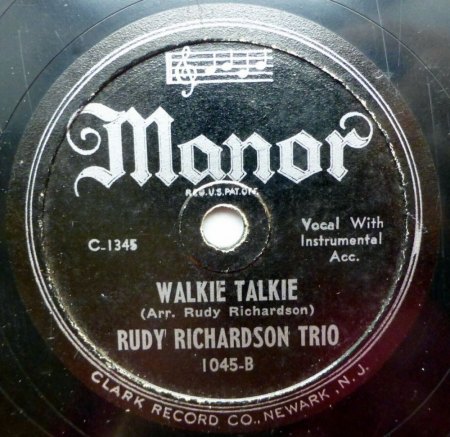 Manor
REG.U.S.PAT.OFF.
C-1345
Vocal With
Instrumental
Acc.
WALKIE TALKIE
(Arr. Rudy Richardson)
RUDY RICHARDSON TRIO
1045-B
CLARK RECORD CO., NEWARK, N.J.